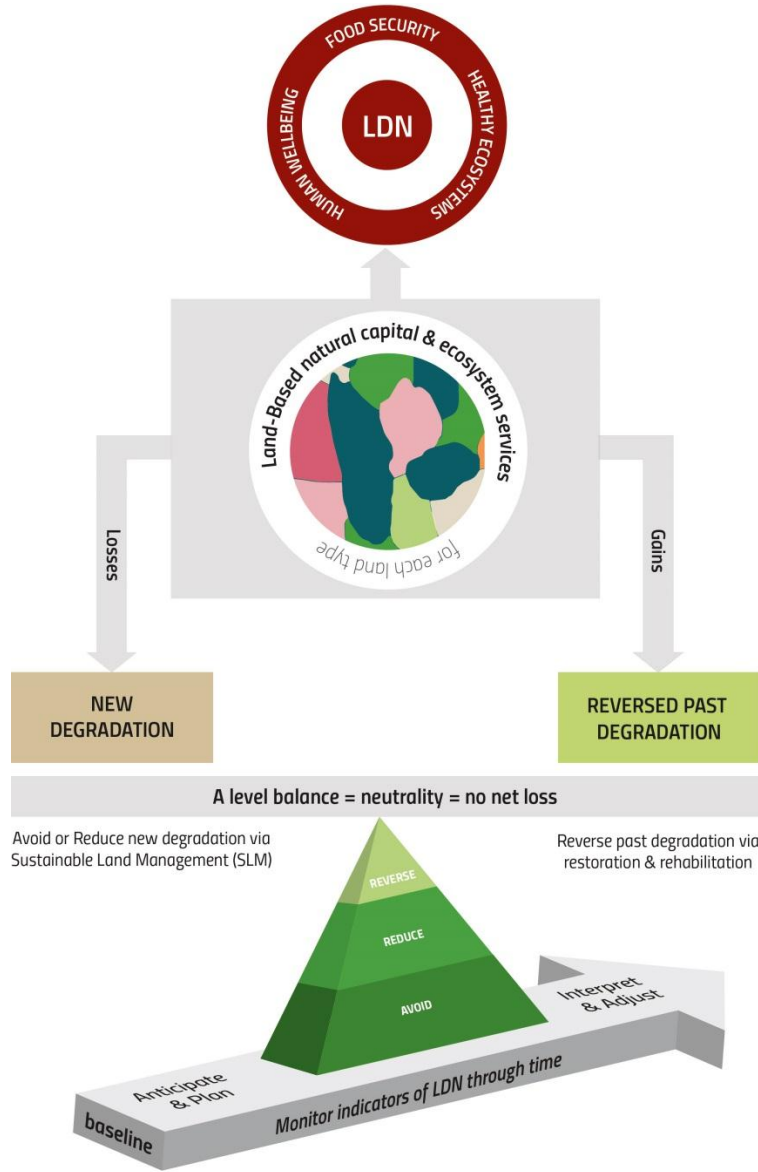 FOOD SECURITY
HUMAN WELLBEING
HEALTHY ECOSYSTEMS
LDN
Land-Based natural capital & ecosystem services
for each land type
Losses
Gains
NEW
DEGRADATION
REVERSED PAST
DEGRADATION
A level balance = neutrality = no net loss
Avoid or Reduce new degradation via
Sustainable Land Management (SLM)
Reverse past degradation via
restoration & rehabilitation
REVERSE
REDUCE
AVOID
Anticipate
& Plan
Interpret
& Adjust
baseline
Monitor indicators of LDN through time